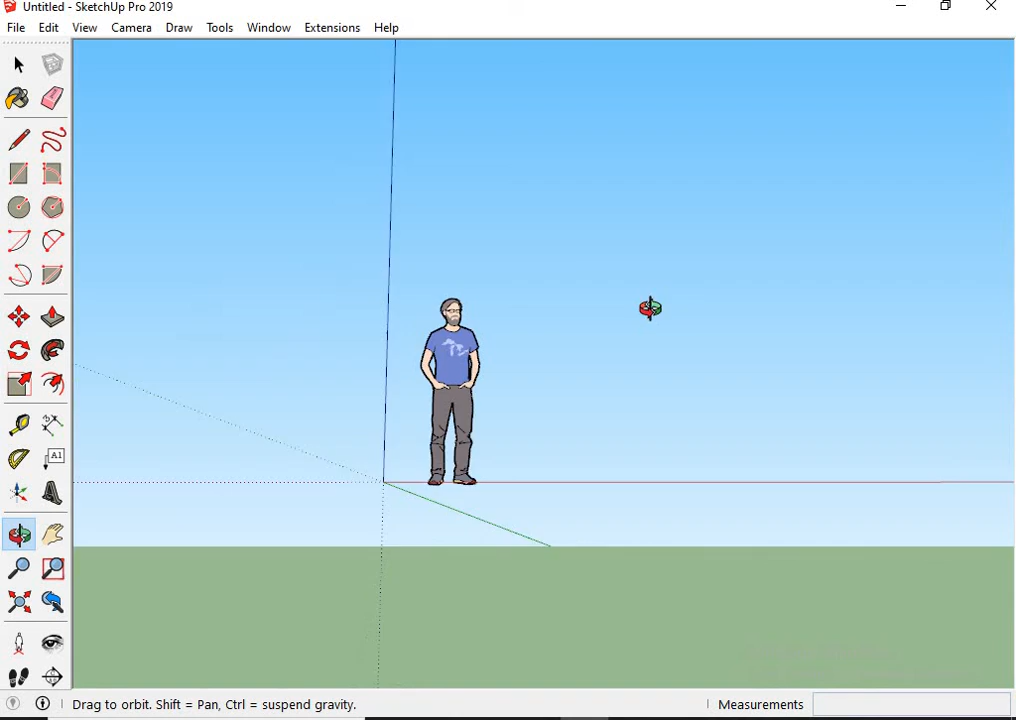 Untitled - SketchUp Pro 2019
File Edit View Camera Draw Tools Window Extensions Help
A1
Drag to orbit. Shift = Pan, Ctrl = suspend gravity.
Measurements